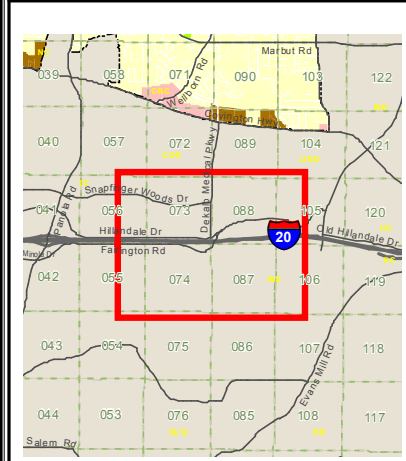 Marbut Rd
039 058 071 090 103 122
Wellborn Rd
Covington Hwy
040 057 072 089 104 121
Dekalb Medical Pkwy
Snapfinger Woods Dr
Panola Rd
041 056 073 088 105 120
Hillandale Dr
Old Hillandale Dr
20
Minola Dr
Fairington Rd
042 055 074 087 106 119
043 054 075 086 107 118
Evans Mill Rd
044 053 076 085 108 117
Salem Rd